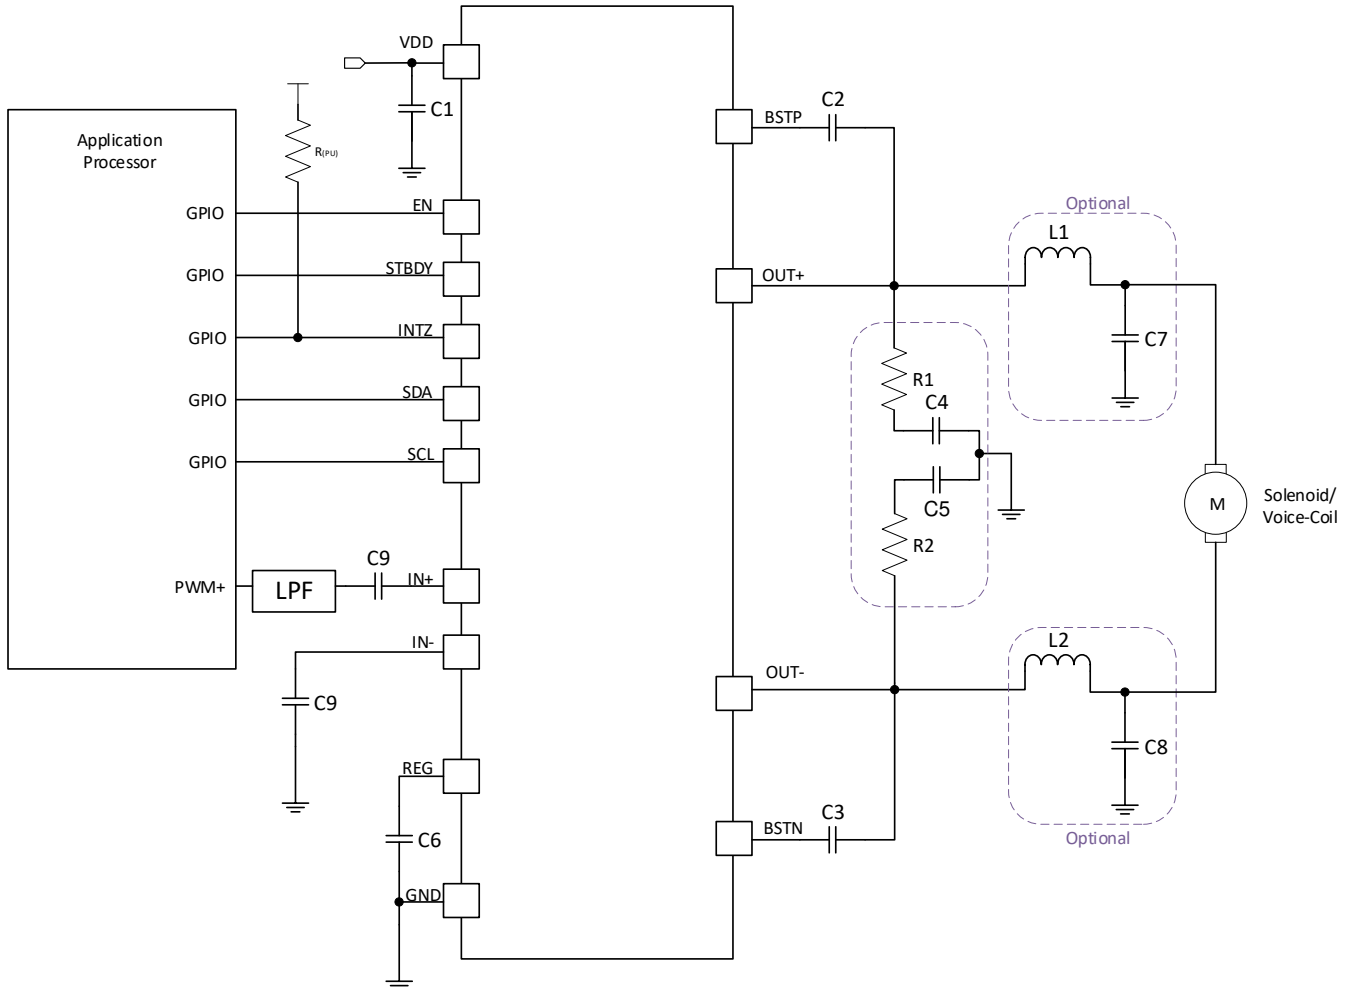 VDD
C1
Application
Processor
R(PU)
GPIO
EN
GPIO
STBDY
GPIO
INTZ
GPIO
SDA
GPIO
SCL
PWM+
LPF
C9
IN+
IN-
C9
REG
C6
GND
BSTP
C2
OUT+
Optional
L1
C7
R1
C4
C5
R2
M
Solenoid/
Voice-Coil
OUT-
L2
C8
Optional
BSTN
C3